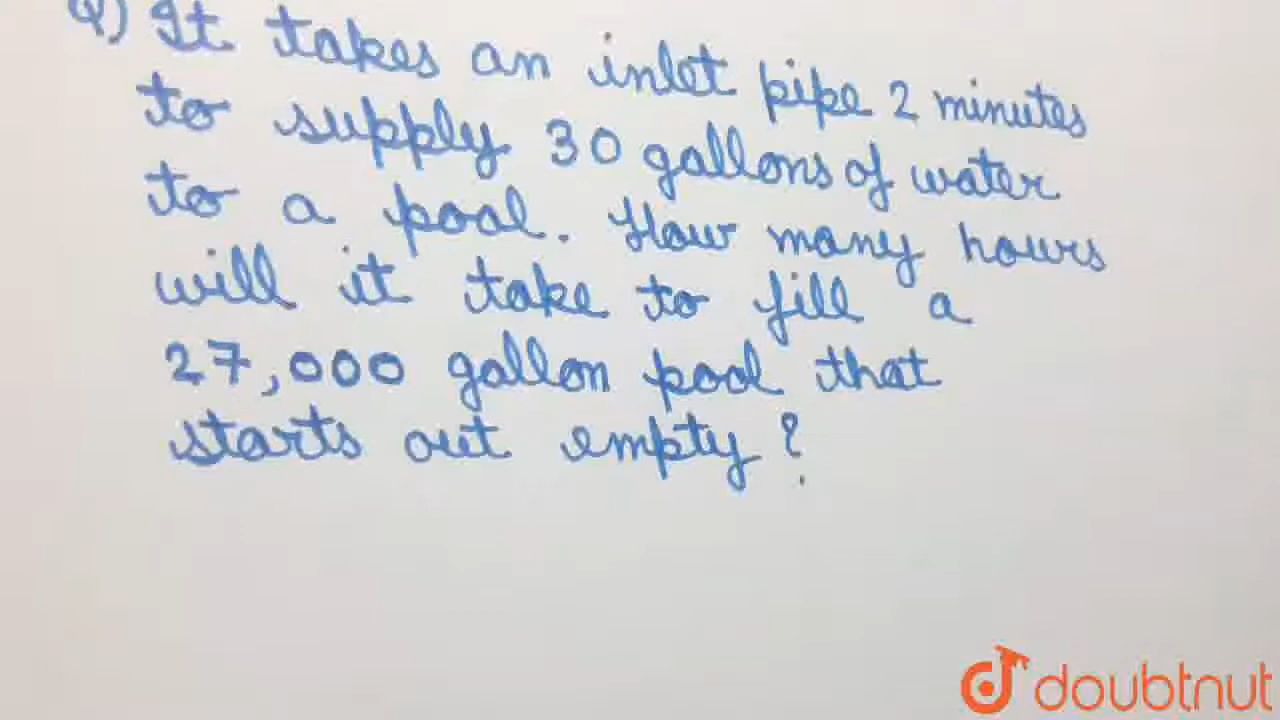 Q) It takes an inlet pipe 2 minutes
to supply 30 gallons of water
to a pool. How many hours
will it take to fill a
27,000 gallon pool that
starts out empty?
doubtnut